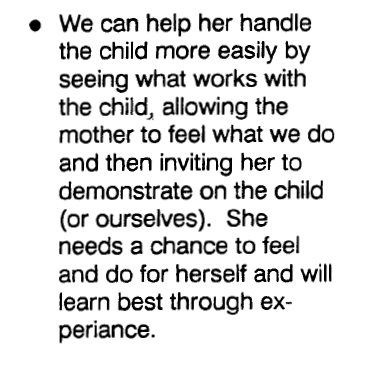 • We can help her handle
the child more easily by
seeing what works with
the child, allowing the
mother to feel what we do
and then inviting her to
demonstrate on the child
(or ourselves). She
needs a chance to feel
and do for herself and will
learn best through ex-
periance.